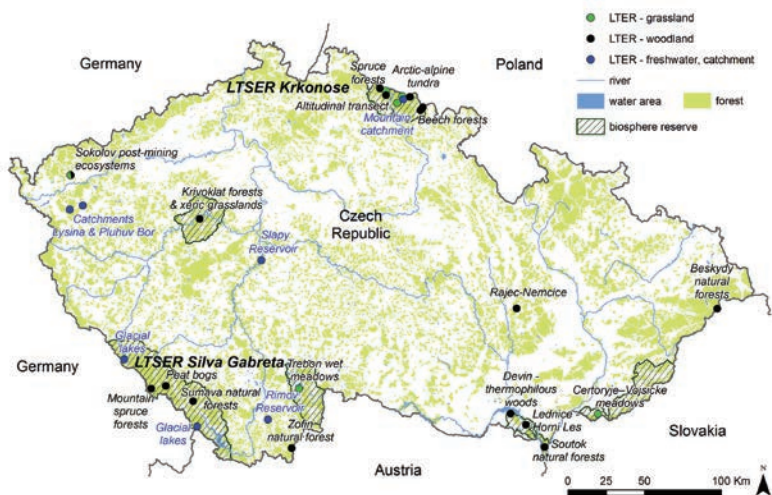 Germany
Poland
LTER - grassland
LTER - woodland
LTER - freshwater, catchment
river
water area
forest
biosphere reserve
LTSER Krkonose
Spruce
forests
Arctic-alpine
tundra
Altitudinal transect
Mountain
catchment
Beech forests
Sokolov post-mining
ecosystems
Krivoklat forests
& xeric grasslands
Catchments
Lysina & Pluhuv Bor
Czech
Republic
Slapy
Reservoir
Rajec-Nemcice
Beskydy
natural
forests
Glacial
lakes
Germany
LTSER Silva Gabreta
Peat bogs
Trebon wet
meadows
Mountain
spruce
forests
Sumava natural
forests
Rimov
Reservoir
Glacial
lakes
Zofin
natural forest
Devin -
thermophilous
woods
Lednice
Horni Les
Certoryje–Vojsicke
meadows
Soutok
natural forests
Slovakia
Austria
N
0 25 50 100 Km